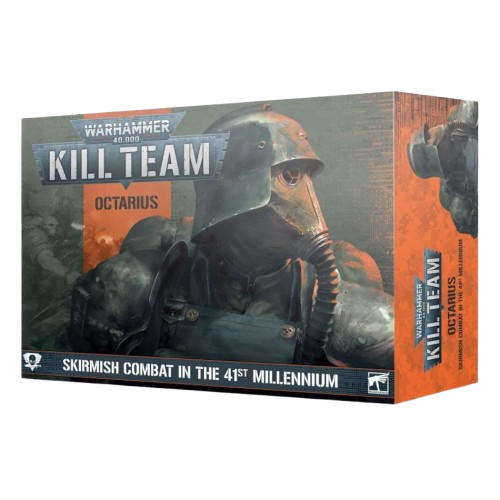 WARHAMMER
40,000
KILL TEAM
OCTARIUS
SKIRMISH COMBAT IN THE 41ST MILLENNIUM
WARHAMMER
40,000
KILL TEAM
OCTARIUS
SKIRMISH COMBAT IN THE 41ST MILLENNIUM